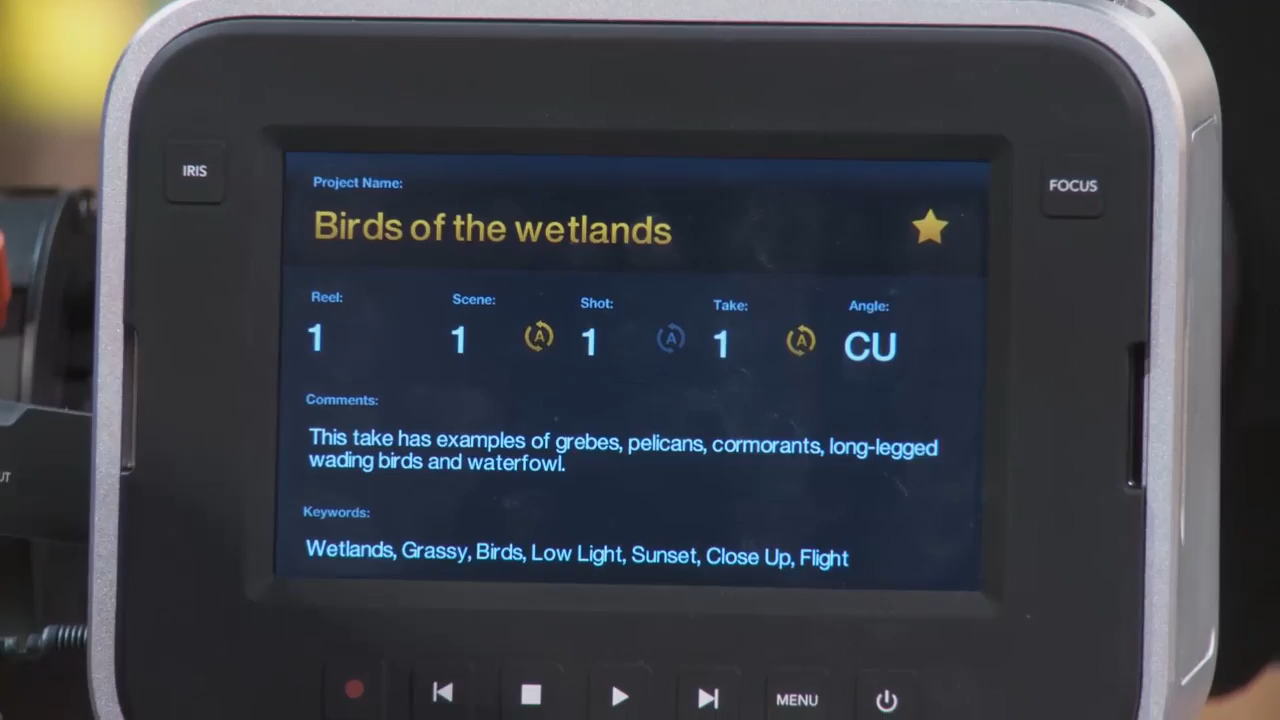 IRIS
FOCUS
Project Name:
Birds of the wetlands
Reel: Scene: Shot: Take: Angle:
1 1 A 1 A 1 A CU
Comments:
This take has examples of grebes, pelicans, cormorants, long-legged
wading birds and waterfowl.
Keywords:
Wetlands, Grassy, Birds, Low Light, Sunset, Close Up, Flight
MENU